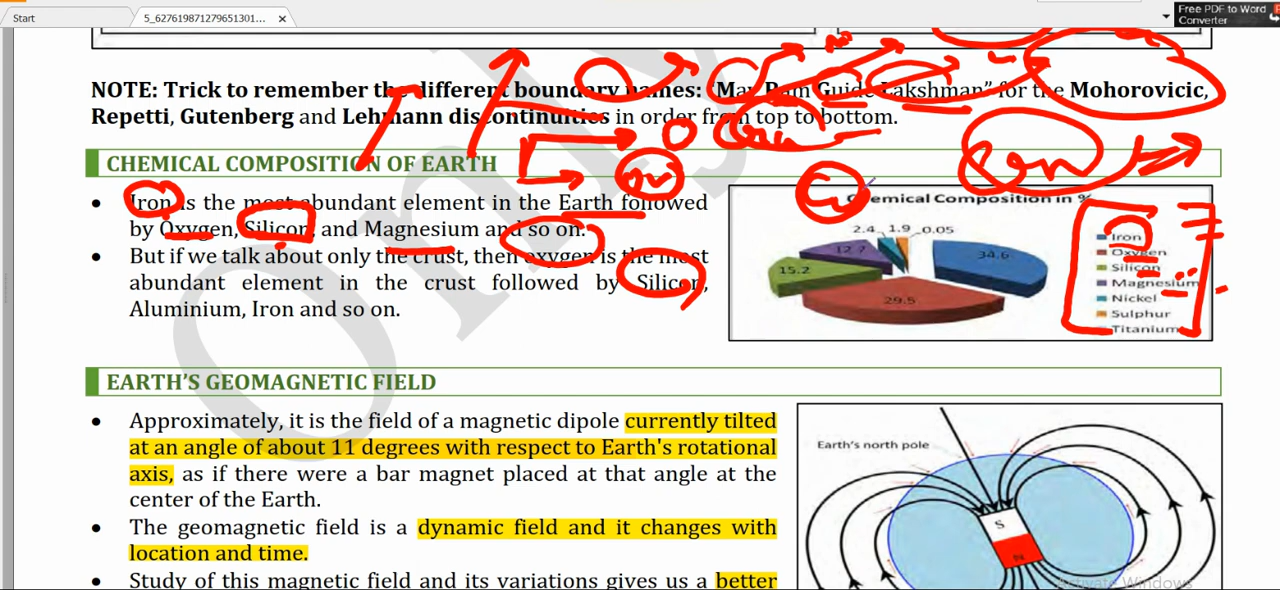 Start
5_627619871279651301...
Free PDF to Word
Converter
NOTE: Trick to remember the different boundary names: "May Ram Guide Lakshman" for the Mohorovicic,
Repetti, Gutenberg and Lehmann discontinuities in order from top to bottom.
CHEMICAL COMPOSITION OF EARTH
• Iron is the most abundant element in the Earth followed
by Oxygen, Silicon, and Magnesium and so on.
• But if we talk about only the crust, then oxygen is the most
abundant element in the crust followed by Silicon,
Aluminium, Iron and so on.
Chemical Composition in %
2.4 1.9 0.05
12.7
34.6
15.2
29.5
Iron
Oxygen
Silicon
Magnesium
Nickel
Sulphur
Titanium
EARTH'S GEOMAGNETIC FIELD
• Approximately, it is the field of a magnetic dipole currently tilted
at an angle of about 11 degrees with respect to Earth's rotational
axis, as if there were a bar magnet placed at that angle at the
center of the Earth.
• The geomagnetic field is a dynamic field and it changes with
location and time.
• Study of this magnetic field and its variations gives us a better
Earth's north pole
S
N
Activate Windows
Only